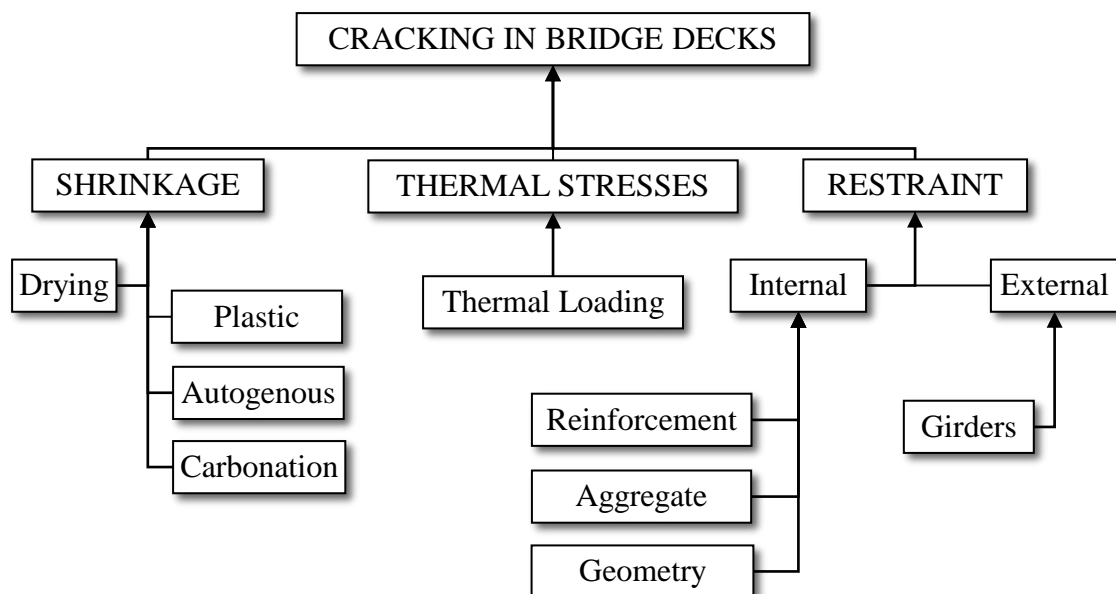 CRACKING IN BRIDGE DECKS
SHRINKAGE
THERMAL STRESSES
RESTRAINT
Drying
Plastic
Autogenous
Carbonation
Thermal Loading
Internal
External
Reinforcement
Aggregate
Geometry
Girders